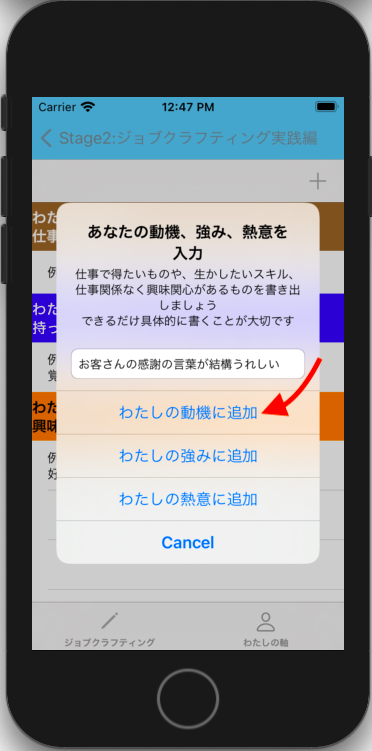 Carrier
12:47 PM
Stage2:ジョブクラフティング実践編
あなたの動機、強み、熱意を
入力
仕事で得たいものや、生かしたいスキル、
仕事関係なく興味関心があるものを書き出
しましょう
できるだけ具体的に書くことが大切です
お客さんの感謝の言葉が結構うれしい
わたしの動機に追加
わたしの強みに追加
わたしの熱意に追加
Cancel
わた
仕事
例
わた
持つ
例
覚
わた
興味
例
好
ジョブクラフティング
わたしの軸